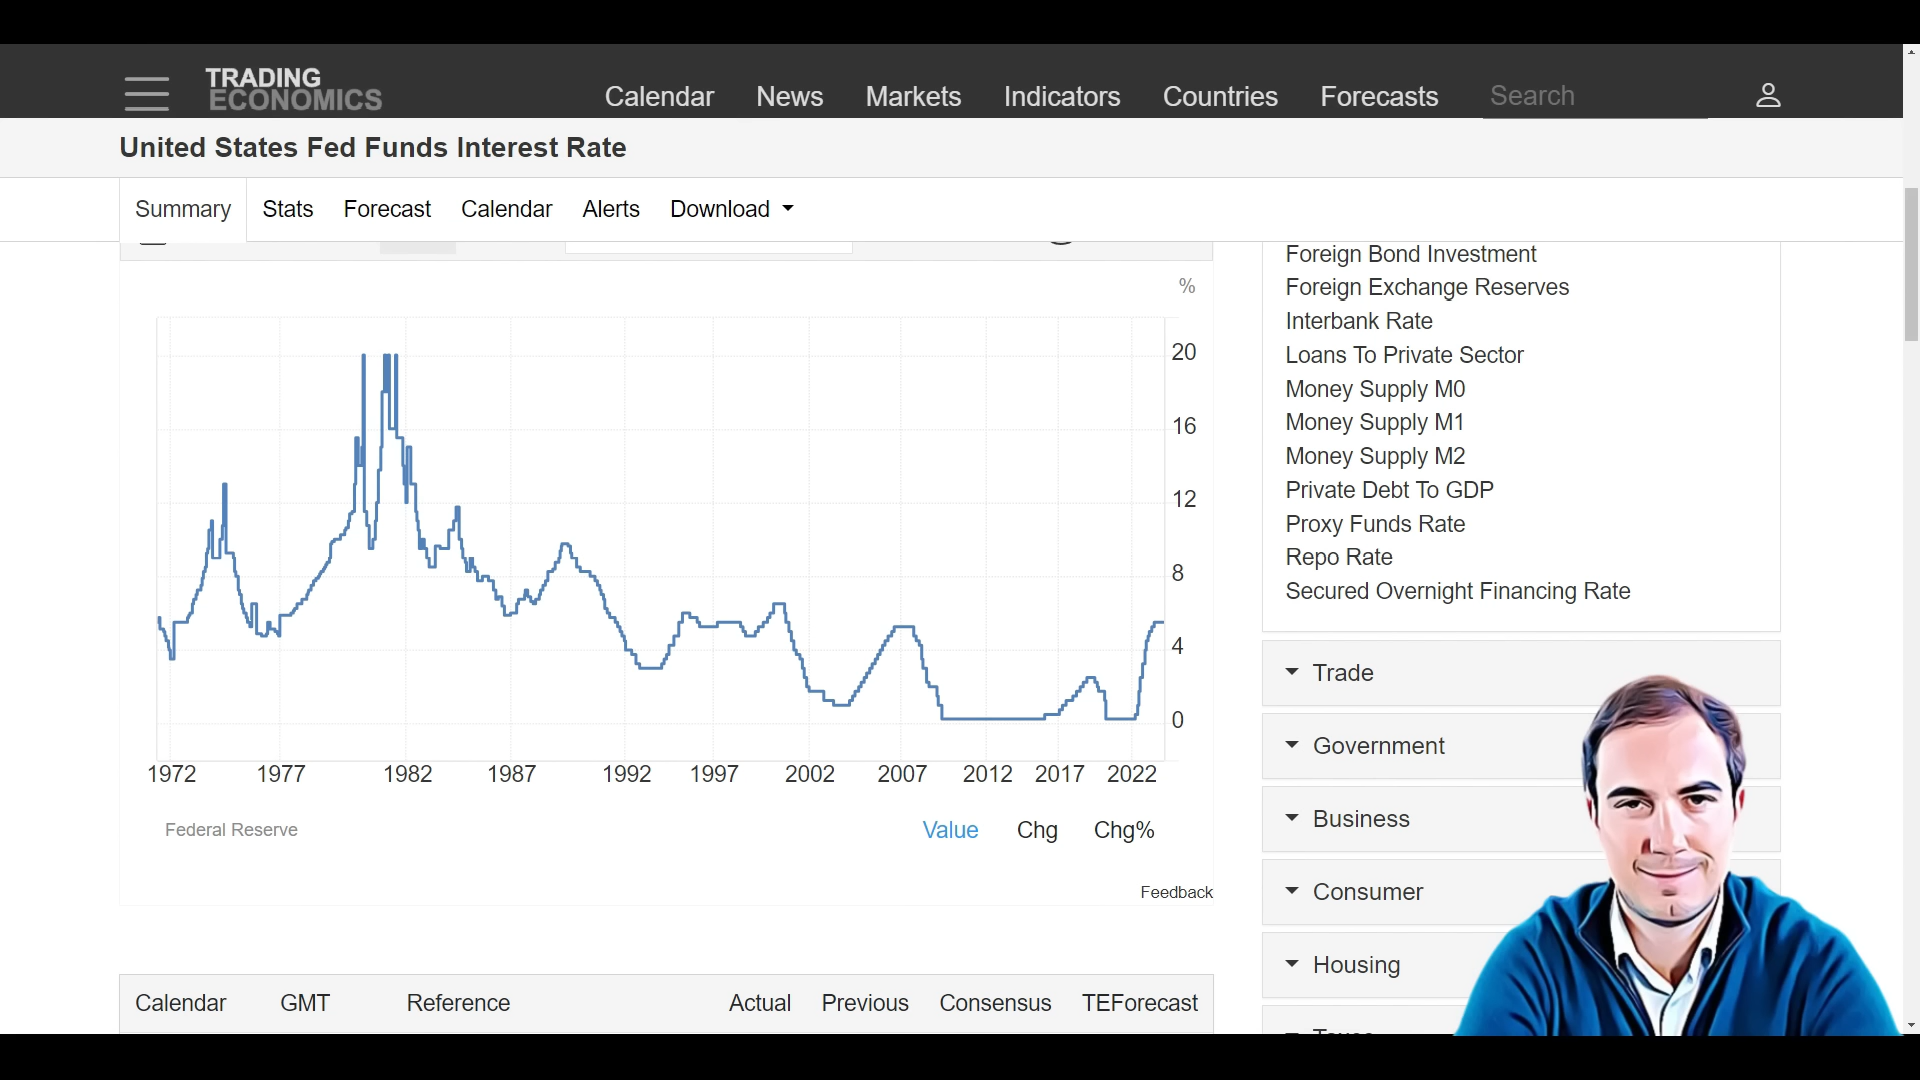 TRADING
ECONOMICS
Calendar News Markets Indicators Countries Forecasts Search
United States Fed Funds Interest Rate
Summary Stats Forecast Calendar Alerts Download
%
20
16
12
8
4
0
1972 1977 1982 1987 1992 1997 2002 2007 2012 2017 2022
Federal Reserve
Value Chg Chg%
Feedback
Calendar GMT Reference Actual Previous Consensus TEForecast
Foreign Bond Investment
Foreign Exchange Reserves
Interbank Rate
Loans To Private Sector
Money Supply M0
Money Supply M1
Money Supply M2
Private Debt To GDP
Proxy Funds Rate
Repo Rate
Secured Overnight Financing Rate
Trade
Government
Business
Consumer
Housing